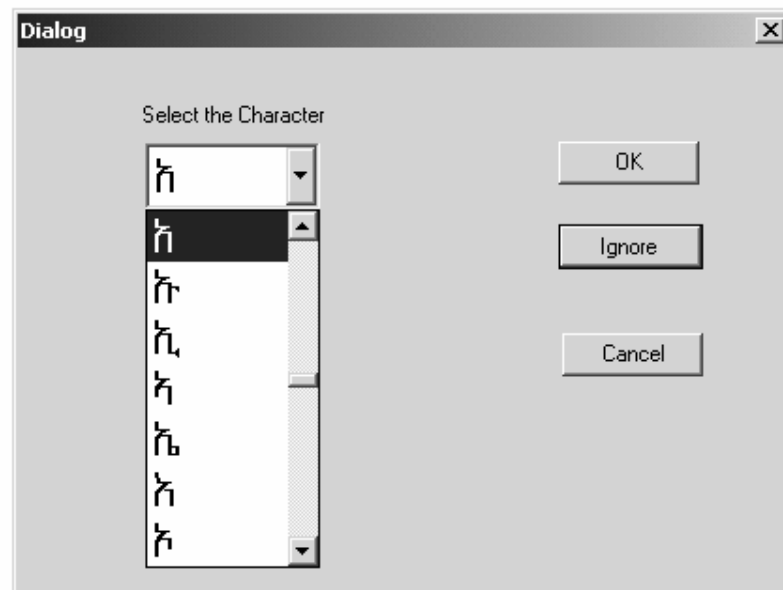 Dialog
Select the Character
አ
አ
ኡ
ኢ
ኣ
ኤ
እ
ኦ
OK
Ignore
Cancel